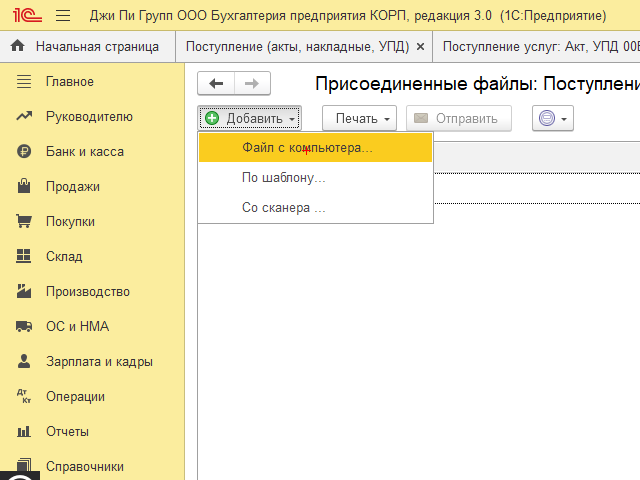 1С Джи Пи Групп ООО Бухгалтерия предприятия КОРП, редакция 3.0 (1С:Предприятие)
Начальная страница
Поступление (акты, накладные, УПД) ×
Поступление услуг: Акт, УПД
Главное
Руководителю
Банк и касса
Продажи
Покупки
Склад
Производство
ОС и НМА
Зарплата и кадры
Дт Кт Операции
Отчеты
Справочники
Присоединенные файлы:
Добавить
Печать
Отправить
Файл с компьютера...
По шаблону...
Со сканера ...